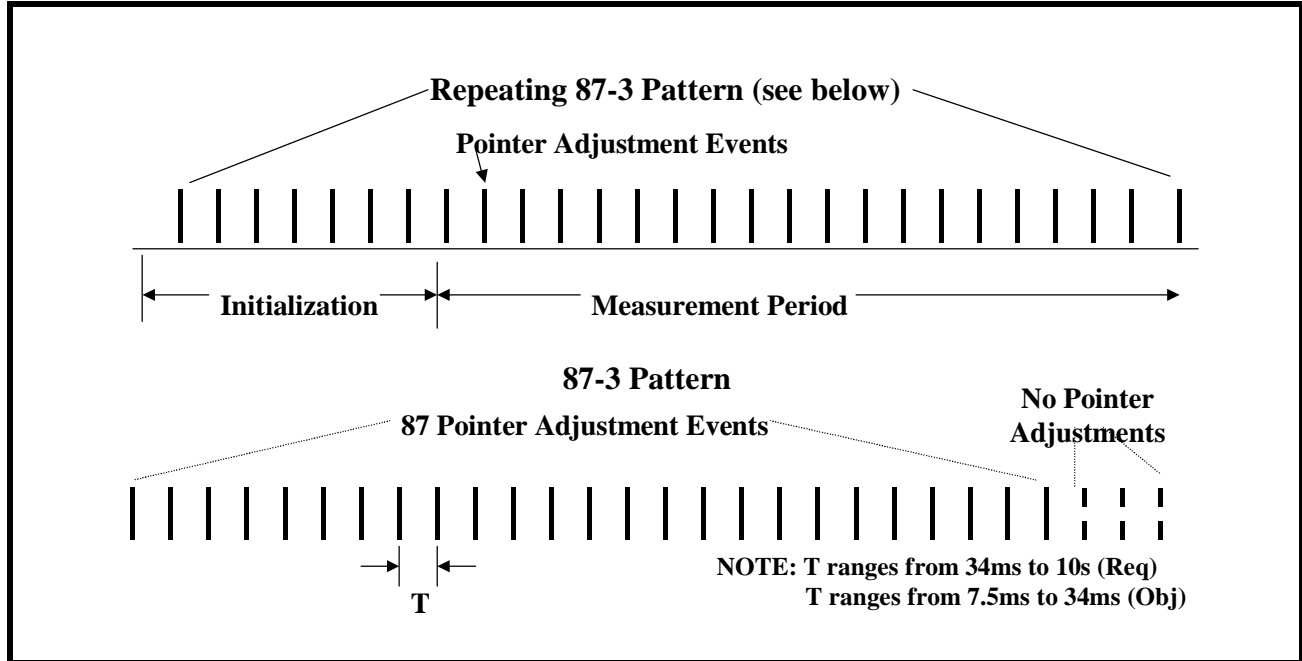 Repeating 87-3 Pattern (see below)
Pointer Adjustment Events
Initialization
Measurement Period
87-3 Pattern
87 Pointer Adjustment Events
No Pointer
Adjustments
T
NOTE: T ranges from 34ms to 10s (Req)
T ranges from 7.5ms to 34ms (Obj)